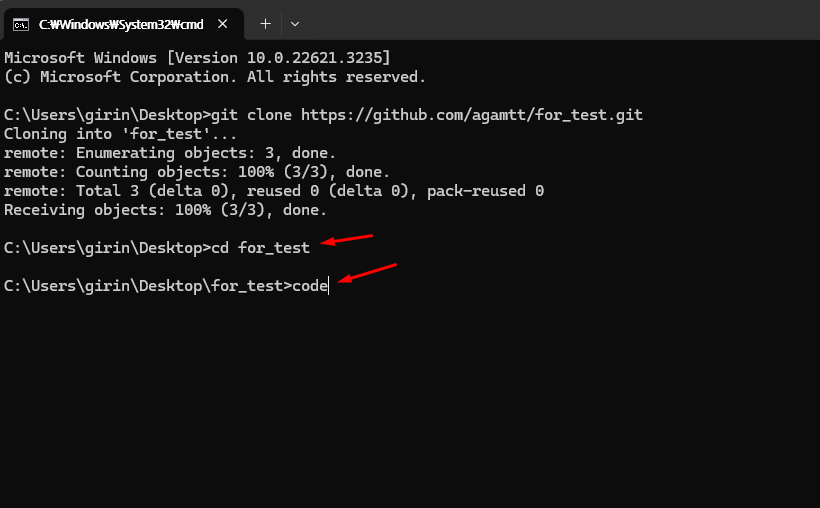 C:₩Windows₩System32₩cmd
Microsoft Windows [Version 10.0.22621.3235]
(c) Microsoft Corporation. All rights reserved.
C:\Users\girin\Desktop>git clone https://github.com/agamtt/for_test.git
Cloning into 'for_test'...
remote: Enumerating objects: 3, done.
remote: Counting objects: 100% (3/3), done.
remote: Total 3 (delta 0), reused 0 (delta 0), pack-reused 0
Receiving objects: 100% (3/3), done.
C:\Users\girin\Desktop>cd for_test
C:\Users\girin\Desktop\for_test>code